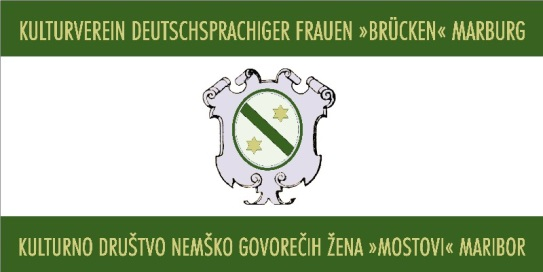 KULTURVEREIN DEUTSCHSPRACHIGER FRAUEN »BRÜCKEN« MARBURG
KULTURNO DRUŠTVO NEMŠKO GOVOREČIH ŽENA »MOSTOVI« MARIBOR